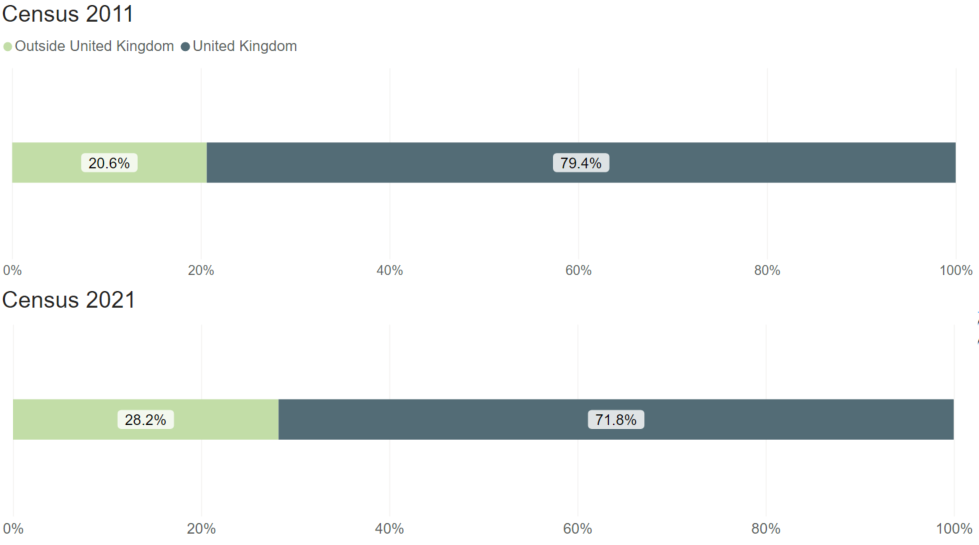 Census 2011
Outside United Kingdom United Kingdom
20.6% 79.4%
0% 20% 40% 60% 80% 100%
Census 2021
28.2% 71.8%
0% 20% 40% 60% 80% 100%